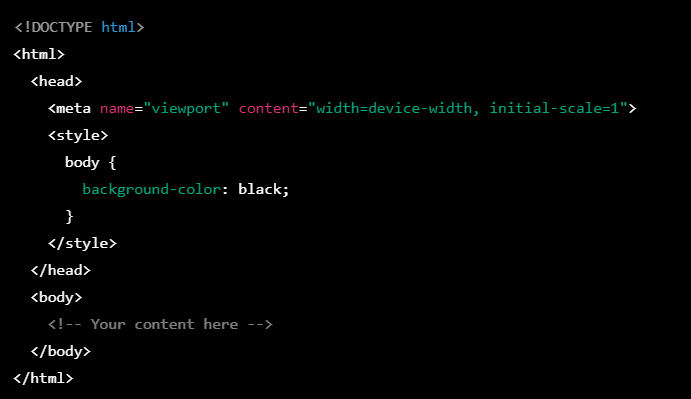 <!DOCTYPE html>
<html>
  <head>
    <meta name="viewport" content="width=device-width, initial-scale=1">
    <style>
      body {
        background-color: black;
      }
    </style>
  </head>
  <body>
    <!-- Your content here -->
  </body>
</html>